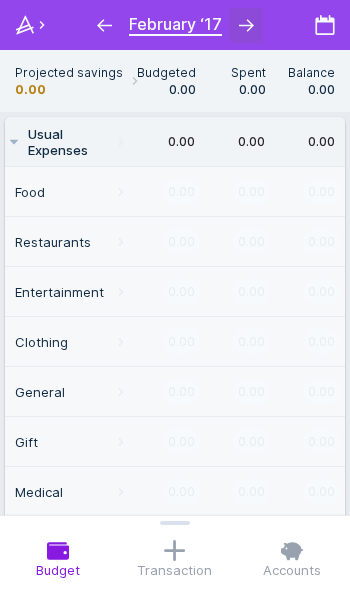 February ‘17
Projected savings Budgeted Spent Balance
0.00 0.00 0.00 0.00
Usual
Expenses 0.00 0.00 0.00
Food 0.00 0.00 0.00
Restaurants 0.00 0.00 0.00
Entertainment 0.00 0.00 0.00
Clothing 0.00 0.00 0.00
General 0.00 0.00 0.00
Gift 0.00 0.00 0.00
Medical 0.00 0.00 0.00
Budget Transaction Accounts